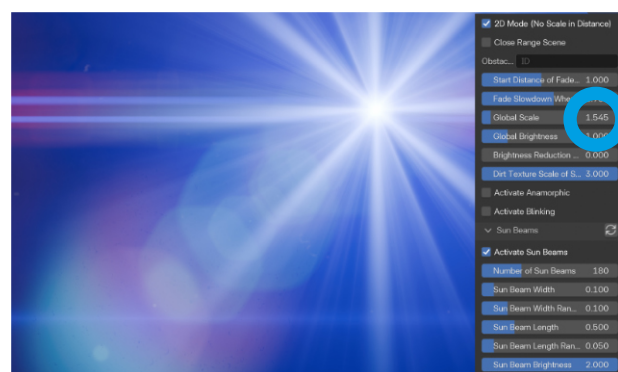 2D Mode (No Scale in Distance)
Close Range Scene
Obstac... ID
Start Distance of Fade... 1.000
Fade Slowdown Whe...
Global Scale 1.545
Global Brightness 1.000
Brightness Reduction ... 0.000
Dirt Texture Scale of S... 3.000
Activate Anamorphic
Activate Blinking
Sun Beams
Activate Sun Beams
Number of Sun Beams 180
Sun Beam Width 0.100
Sun Beam Width Ran... 0.100
Sun Beam Length 0.500
Sun Beam Length Ran... 0.050
Sun Beam Brightness 2.000